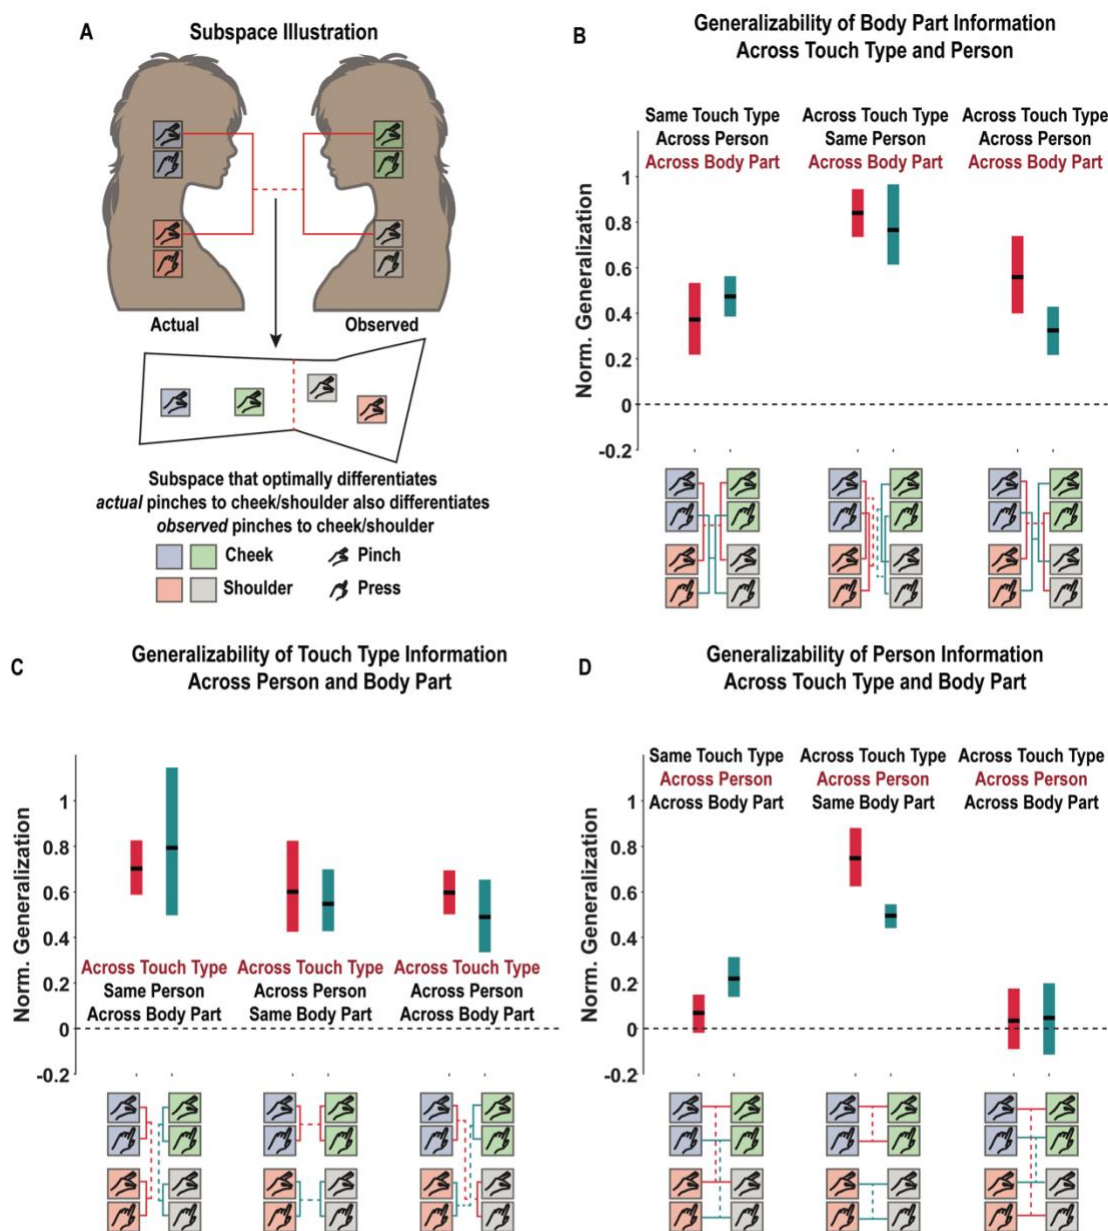 A
Subspace Illustration
Actual
Observed
Subspace that optimally differentiates
actual pinches to cheek/shoulder also differentiates
observed pinches to cheek/shoulder
Cheek
Pinch
Shoulder
Press
B
Generalizability of Body Part Information
Across Touch Type and Person
Same Touch Type
Across Person
Across Body Part
Across Touch Type
Same Person
Across Body Part
Across Touch Type
Across Person
Across Body Part
Norm. Generalization
1
0.8
0.6
0.4
0.2
0
-0.2
C
Generalizability of Touch Type Information
Across Person and Body Part
Norm. Generalization
1
0.8
0.6
0.4
0.2
0
-0.2
Across Touch Type
Same Person
Across Body Part
Across Touch Type
Across Person
Same Body Part
Across Touch Type
Across Person
Across Body Part
D
Generalizability of Person Information
Across Touch Type and Body Part
Same Touch Type
Across Person
Across Body Part
Across Touch Type
Across Person
Same Body Part
Across Touch Type
Across Person
Across Body Part
Norm. Generalization
1
0.8
0.6
0.4
0.2
0
-0.2